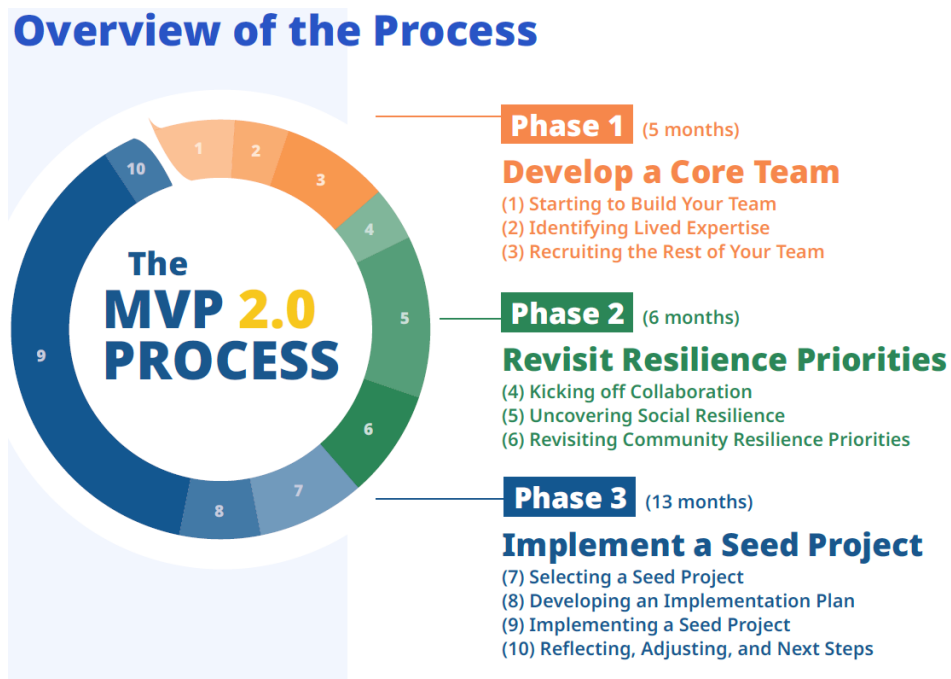 Overview of the Process
1
2
3
4
5
6
7
8
9
10
The
MVP 2.0
PROCESS
Phase 1 (5 months)
Develop a Core Team
(1) Starting to Build Your Team
(2) Identifying Lived Expertise
(3) Recruiting the Rest of Your Team
Phase 2 (6 months)
Revisit Resilience Priorities
(4) Kicking off Collaboration
(5) Uncovering Social Resilience
(6) Revisiting Community Resilience Priorities
Phase 3 (13 months)
Implement a Seed Project
(7) Selecting a Seed Project
(8) Developing an Implementation Plan
(9) Implementing a Seed Project
(10) Reflecting, Adjusting, and Next Steps